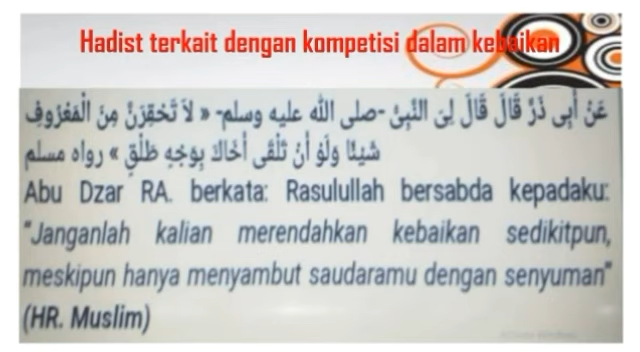 Hadist terkait dengan kompetisi dalam kebaikan
عَنْ أَبِى ذَرٍّ قَالَ قَالَ لِىَ النَّبِىُّ -صلى الله عليه وسلم- « لاَ تَحْقِرَنَّ مِنَ الْمَعْرُوفِ
شَيْئًا وَلَوْ أَنْ تَلْقَى أَخَاكَ بِوَجْهٍ طَلْقٍ » رواه مسلم
Abu Dzar RA. berkata: Rasulullah bersabda kepadaku:
"Janganlah kalian merendahkan kebaikan sedikitpun,
meskipun hanya menyambut saudaramu dengan senyuman"
(HR. Muslim)